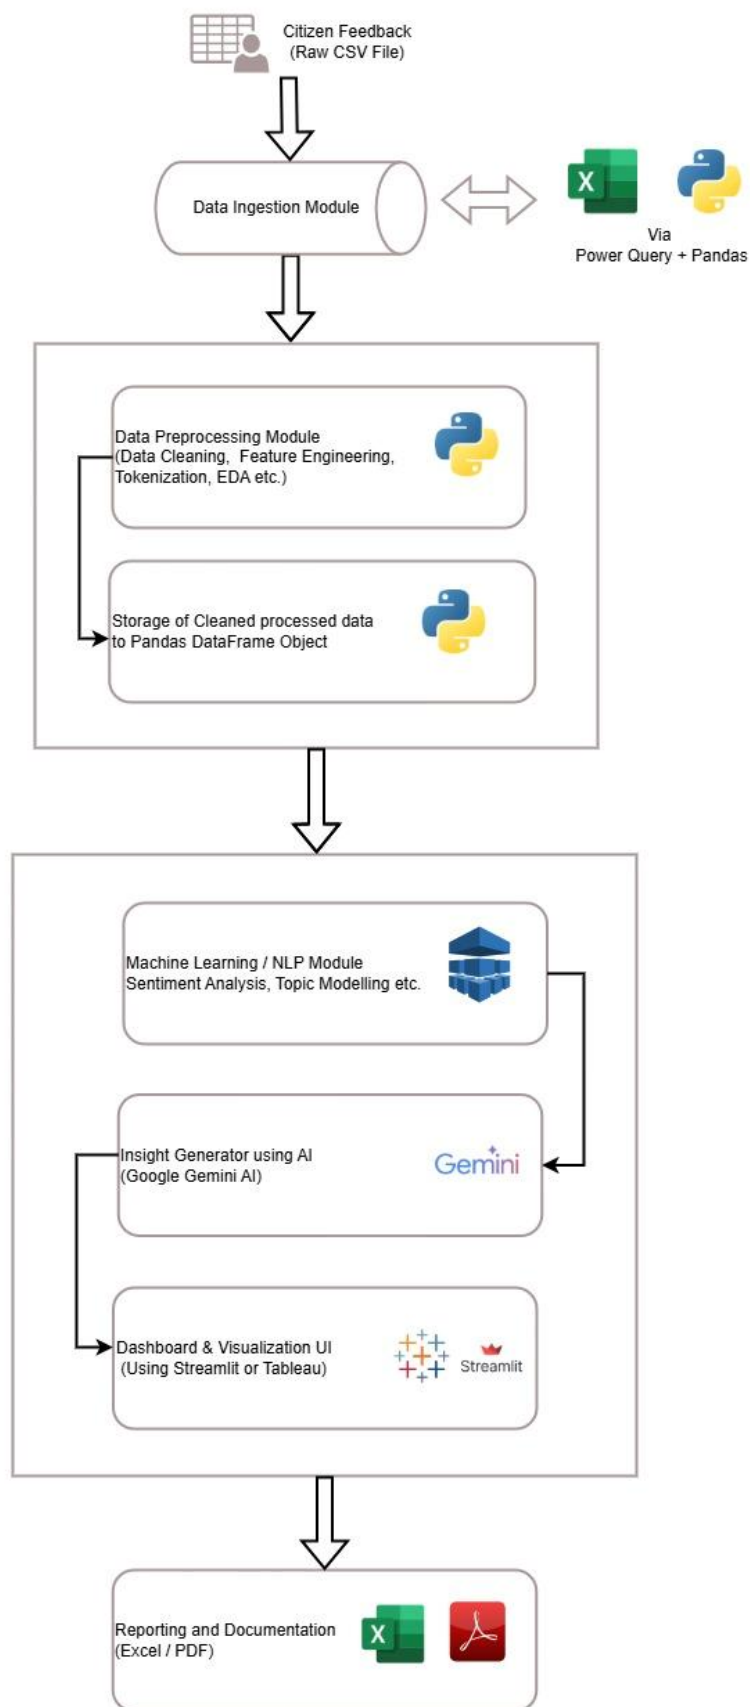 Citizen Feedback
(Raw CSV File)
Data Ingestion Module
X
Via
Power Query + Pandas
Data Preprocessing Module
(Data Cleaning, Feature Engineering,
Tokenization, EDA etc.)
Storage of Cleaned processed data
to Pandas DataFrame Object
Machine Learning / NLP Module
Sentiment Analysis, Topic Modelling etc.
Insight Generator using AI
(Google Gemini AI)
Gemini
Dashboard & Visualization UI
(Using Streamlit or Tableau)
Streamlit
Reporting and Documentation
(Excel / PDF)
X